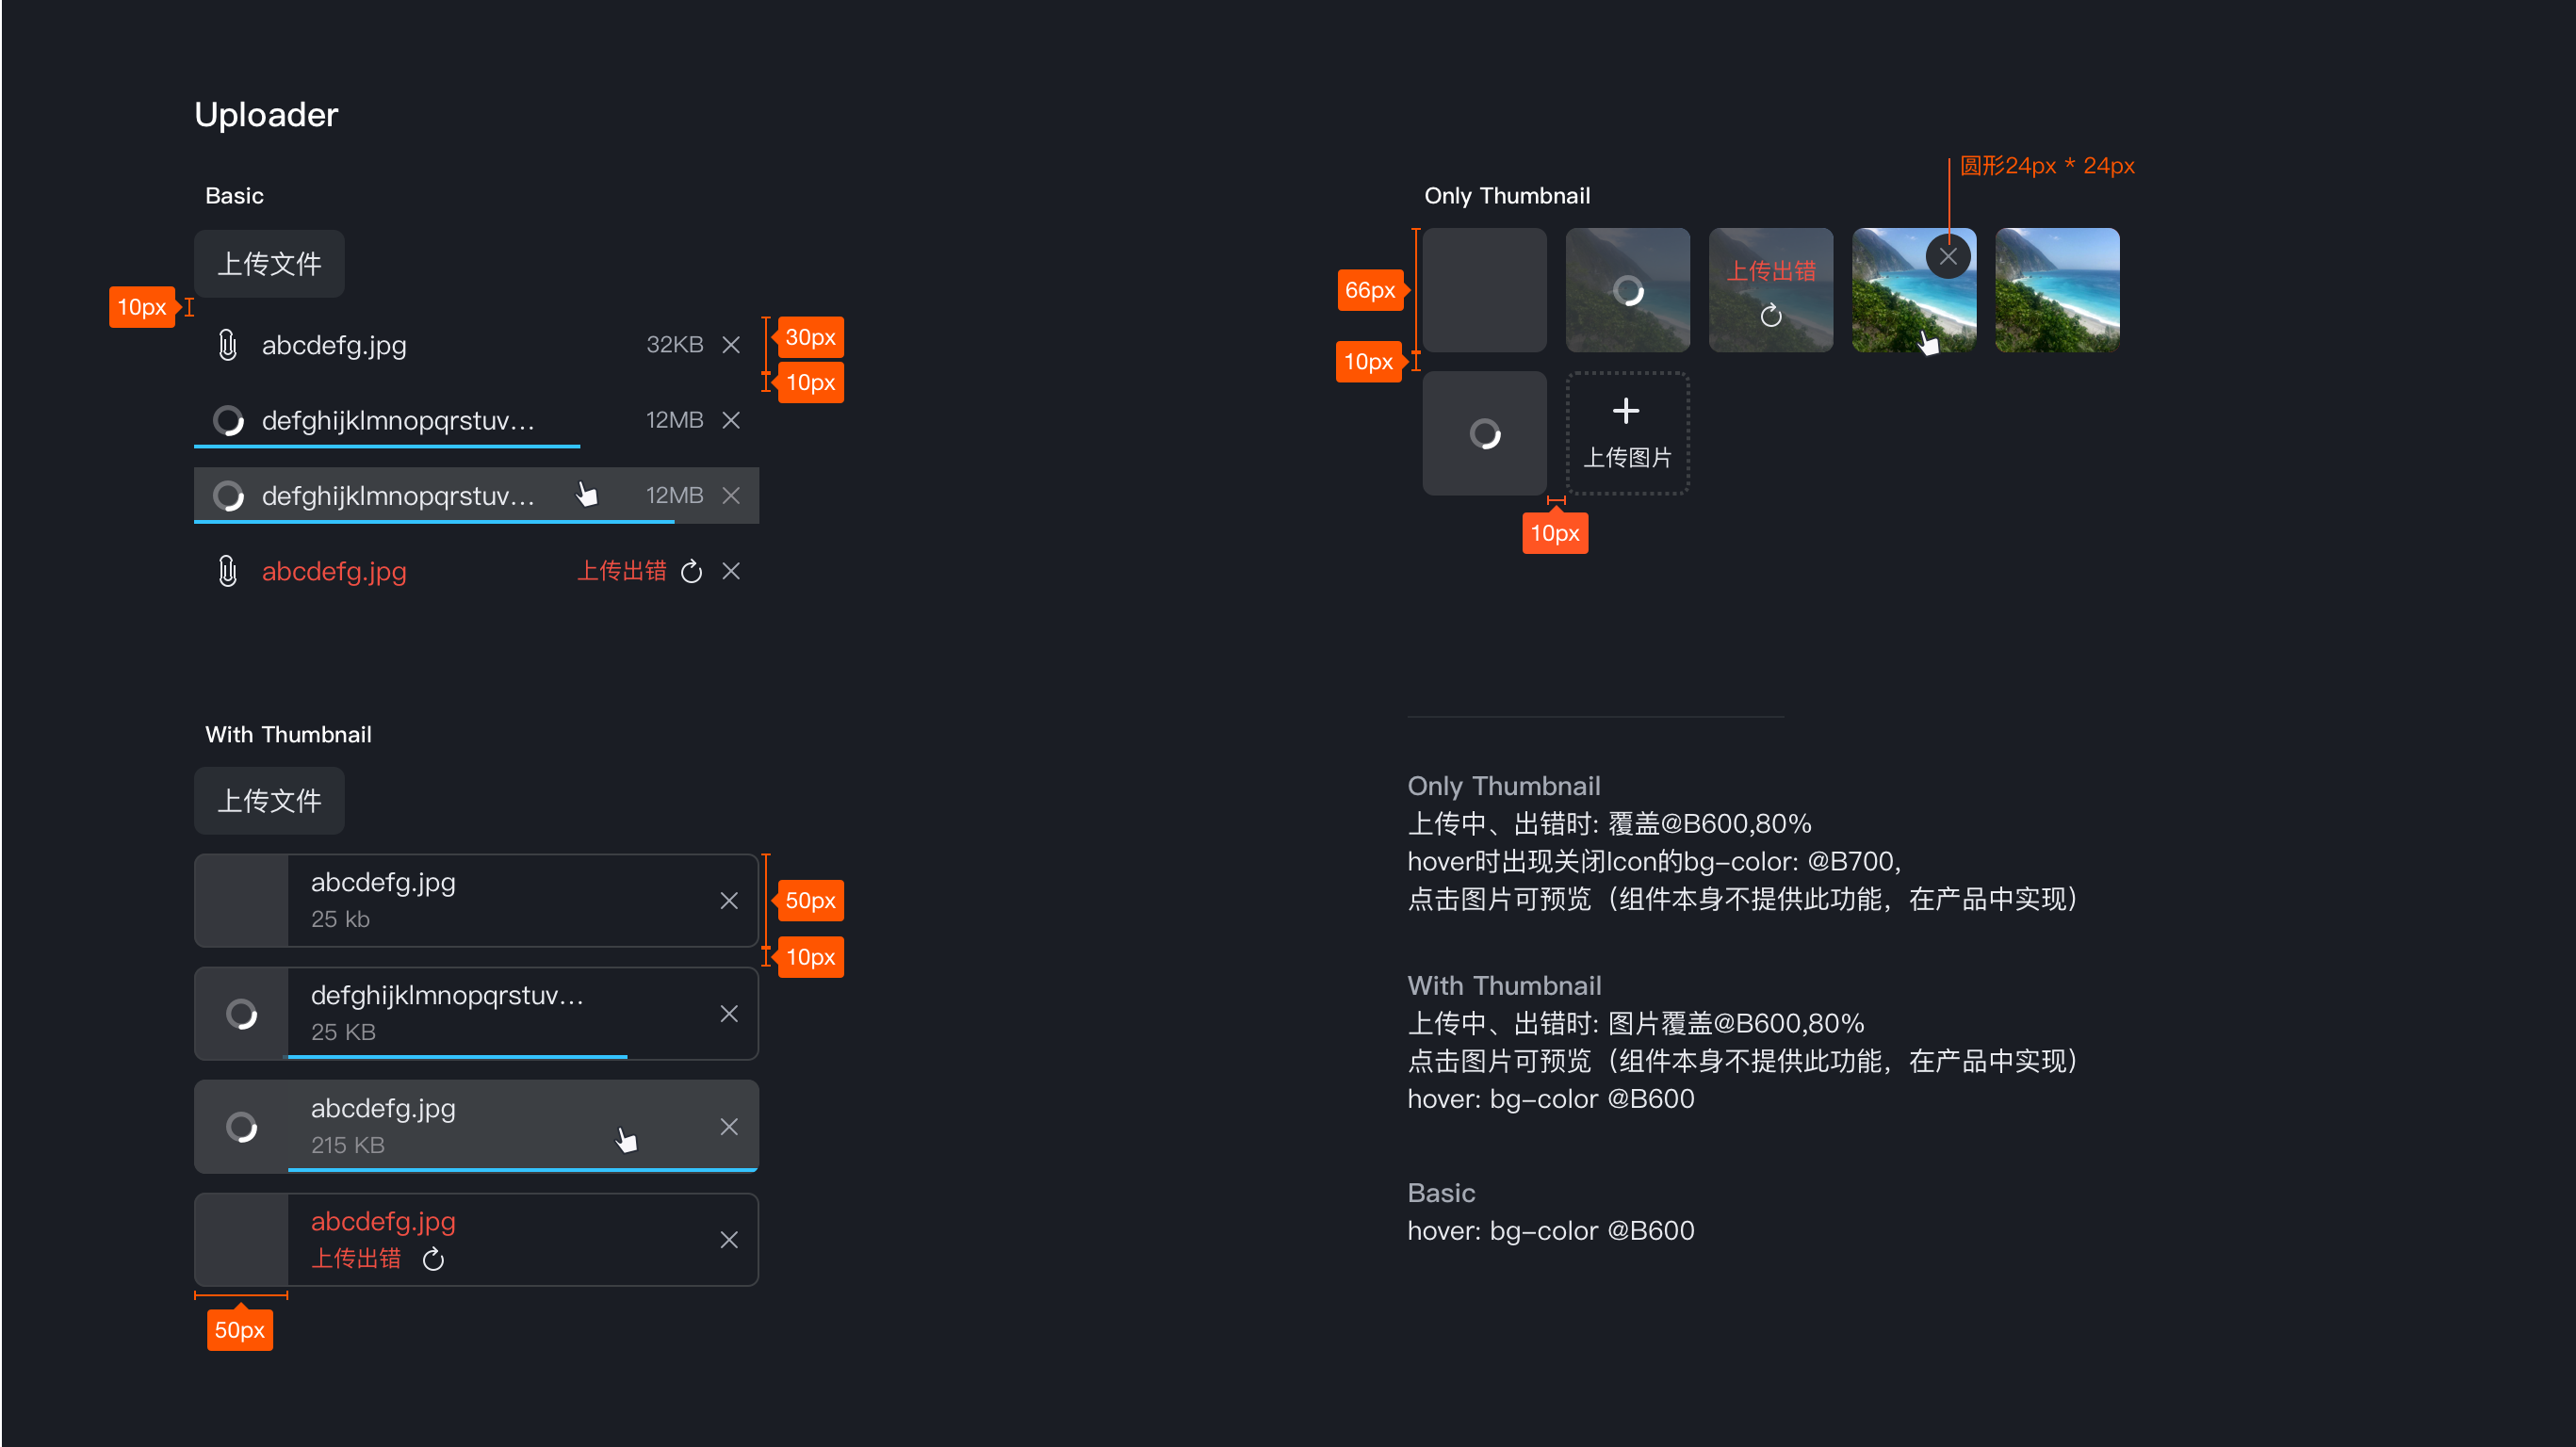 Uploader
Basic
上传文件
10px
abcdefg.jpg
32KB
30px
10px
defghijklmnopqrstuv...
12MB
defghijklmnopqrstuv...
12MB
abcdefg.jpg
上传出错
With Thumbnail
上传文件
abcdefg.jpg
25 kb
50px
10px
defghijklmnopqrstuv...
25 KB
abcdefg.jpg
215 KB
abcdefg.jpg
上传出错
50px
圆形24px * 24px
Only Thumbnail
66px
上传出错
10px
上传图片
10px
Only Thumbnail
上传中、出错时: 覆盖@B600,80%
hover时出现关闭Icon的bg-color: @B700,
点击图片可预览（组件本身不提供此功能，在产品中实现）
With Thumbnail
上传中、出错时: 图片覆盖@B600,80%
点击图片可预览（组件本身不提供此功能，在产品中实现）
hover: bg-color @B600
Basic
hover: bg-color @B600